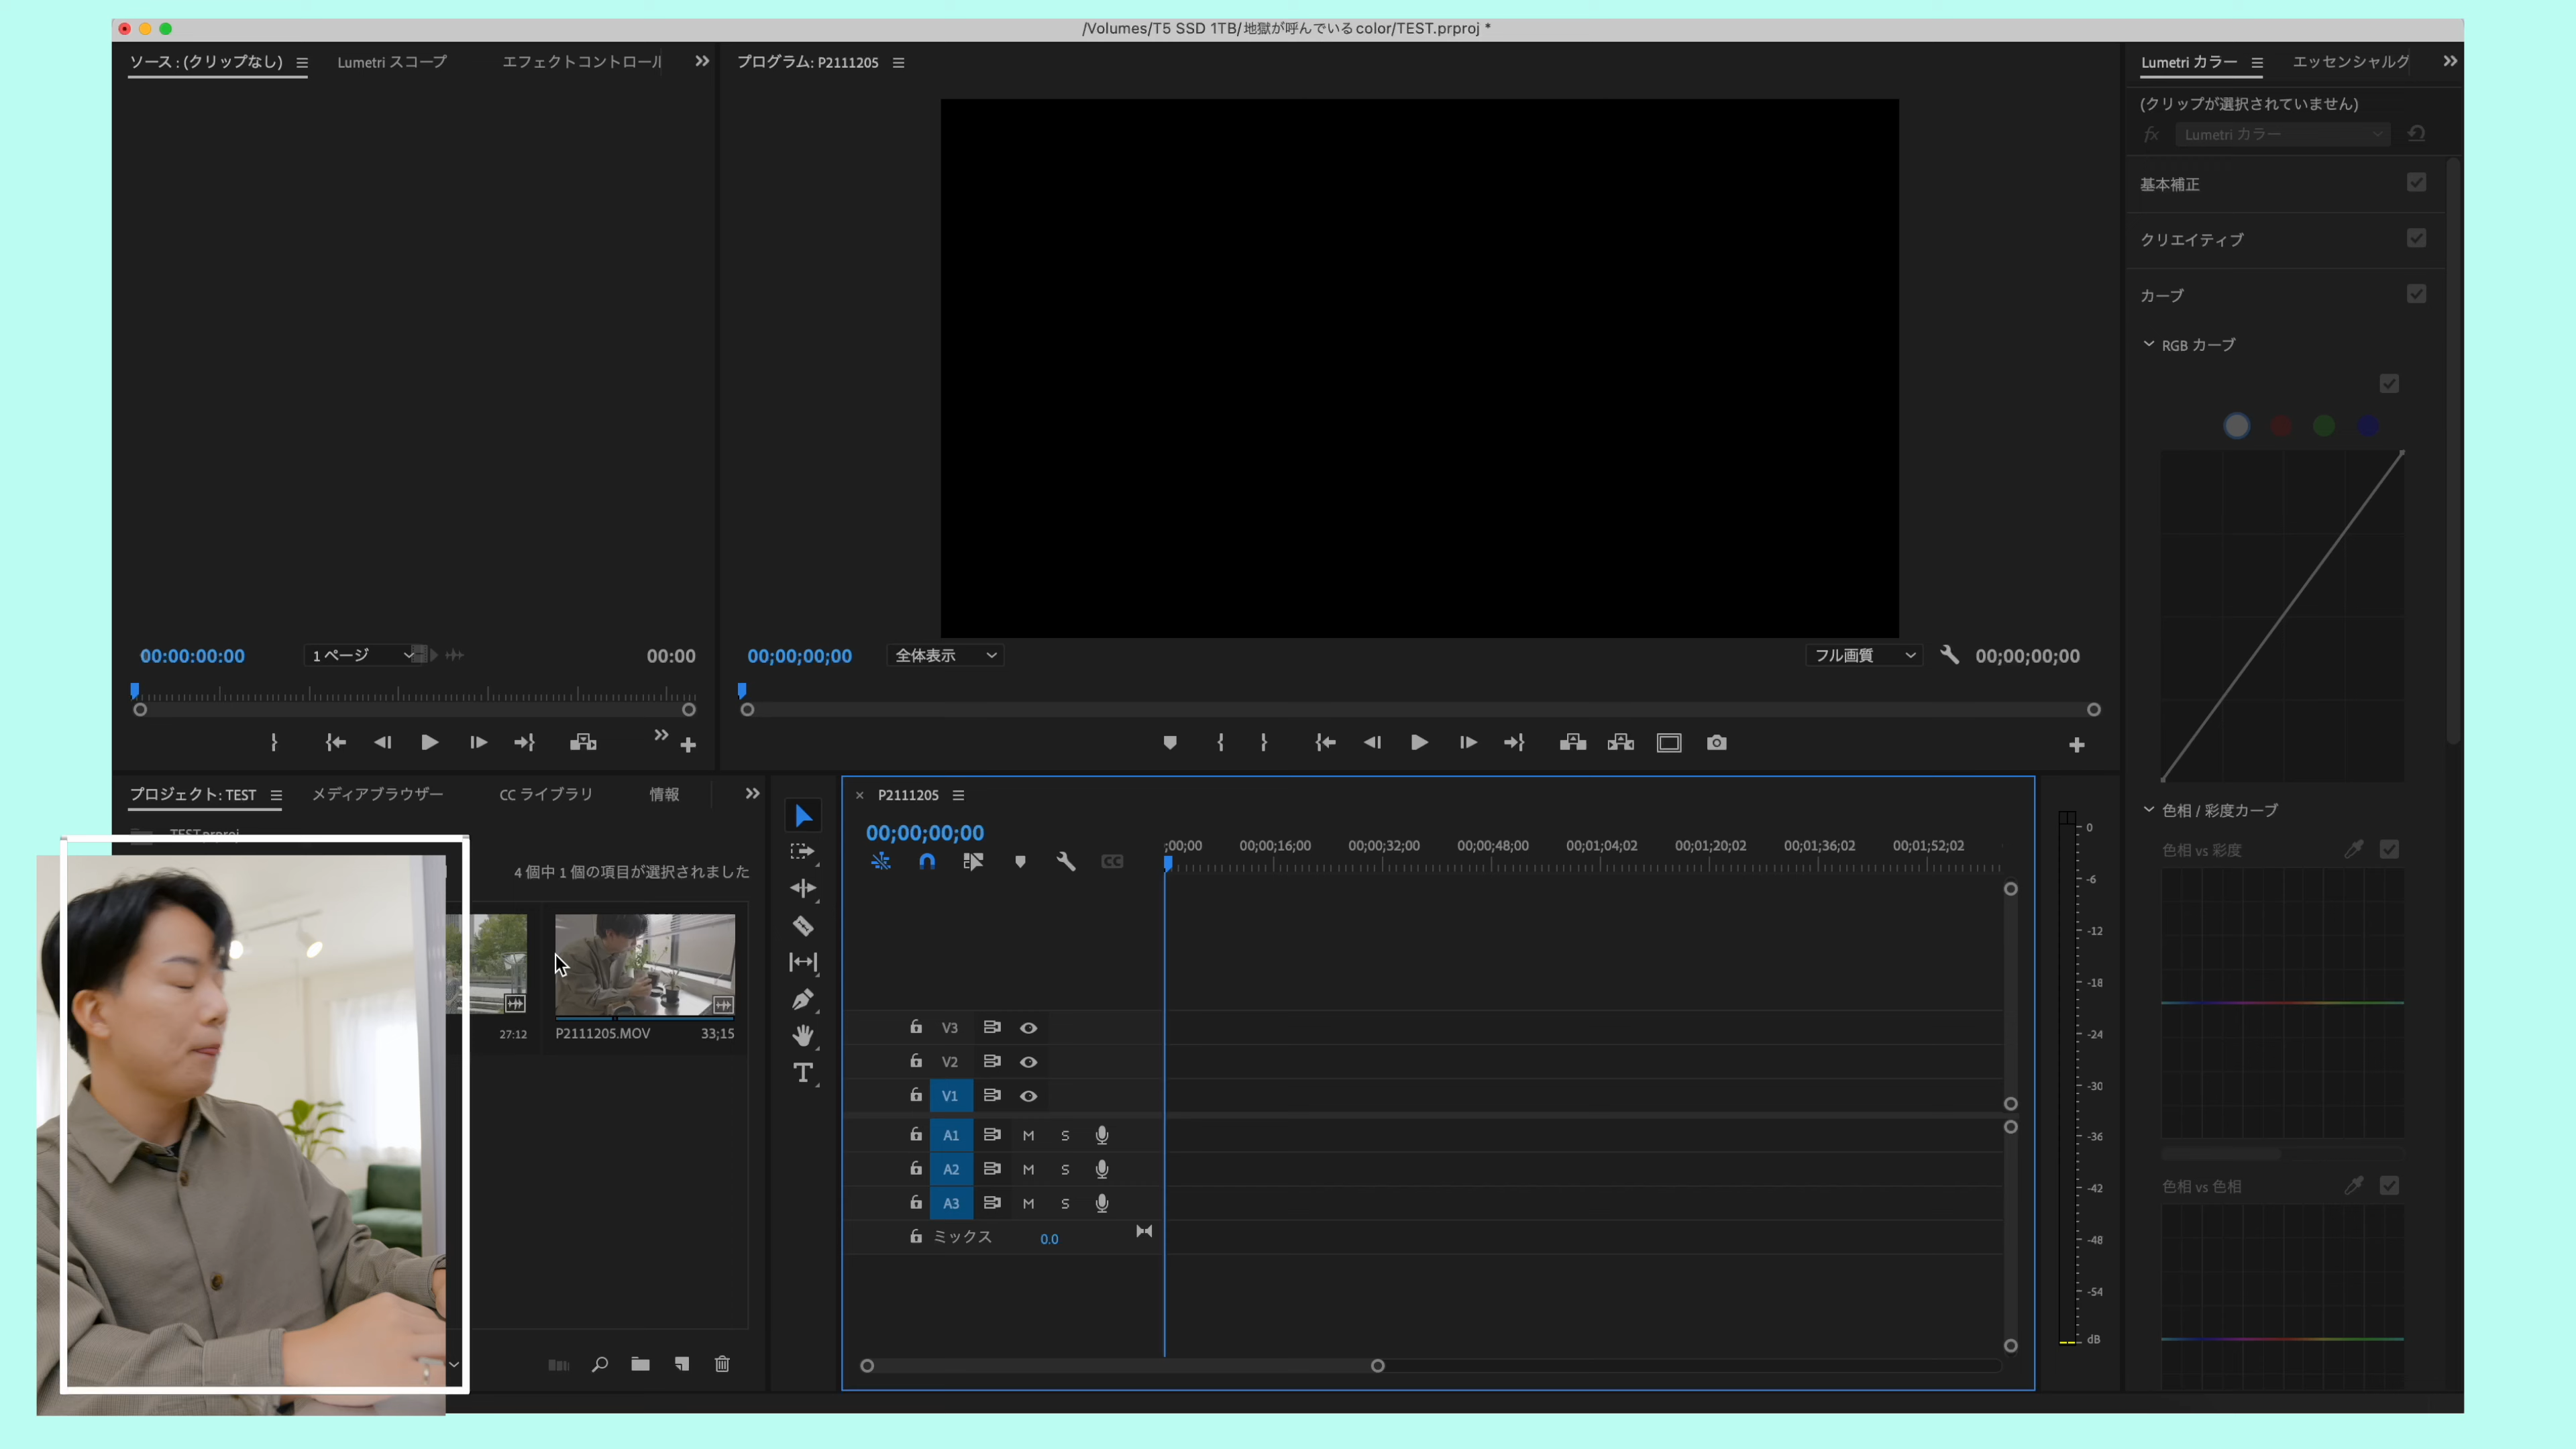 /Volumes/T5 SSD 1TB/地獄が呼んでいるcolor/TEST.prproj *
ソース : (クリップなし)
Lumetri スコープ
エフェクトコントロール
プログラム: P2111205
Lumetri カラー
エッセンシャルグ
(クリップが選択されていません)
fx
Lumetri カラー
基本補正
クリエイティブ
カーブ
RGB カーブ
00:00:00:00
1 ページ
00:00
00;00;00;00
全体表示
フル画質
00;00;00;00
プロジェクト: TEST
メディアブラウザー
CC ライブラリ
情報
TEST.prproj
4 個中 1 個の項目が選択されました
27:12
P2111205.MOV
33;15
P2111205
00;00;00;00
CC
;00;00
00;00;16;00
00;00;32;00
00;00;48;00
00;01;04;02
00;01;20;02
00;01;36;02
00;01;52;02
V3
V2
V1
A1
M
S
A2
M
S
A3
M
S
ミックス
0.0
0
-6
-12
-18
-24
-30
-36
-42
-48
-54
dB
色相 / 彩度カーブ
色相 vs 彩度
色相 vs 色相